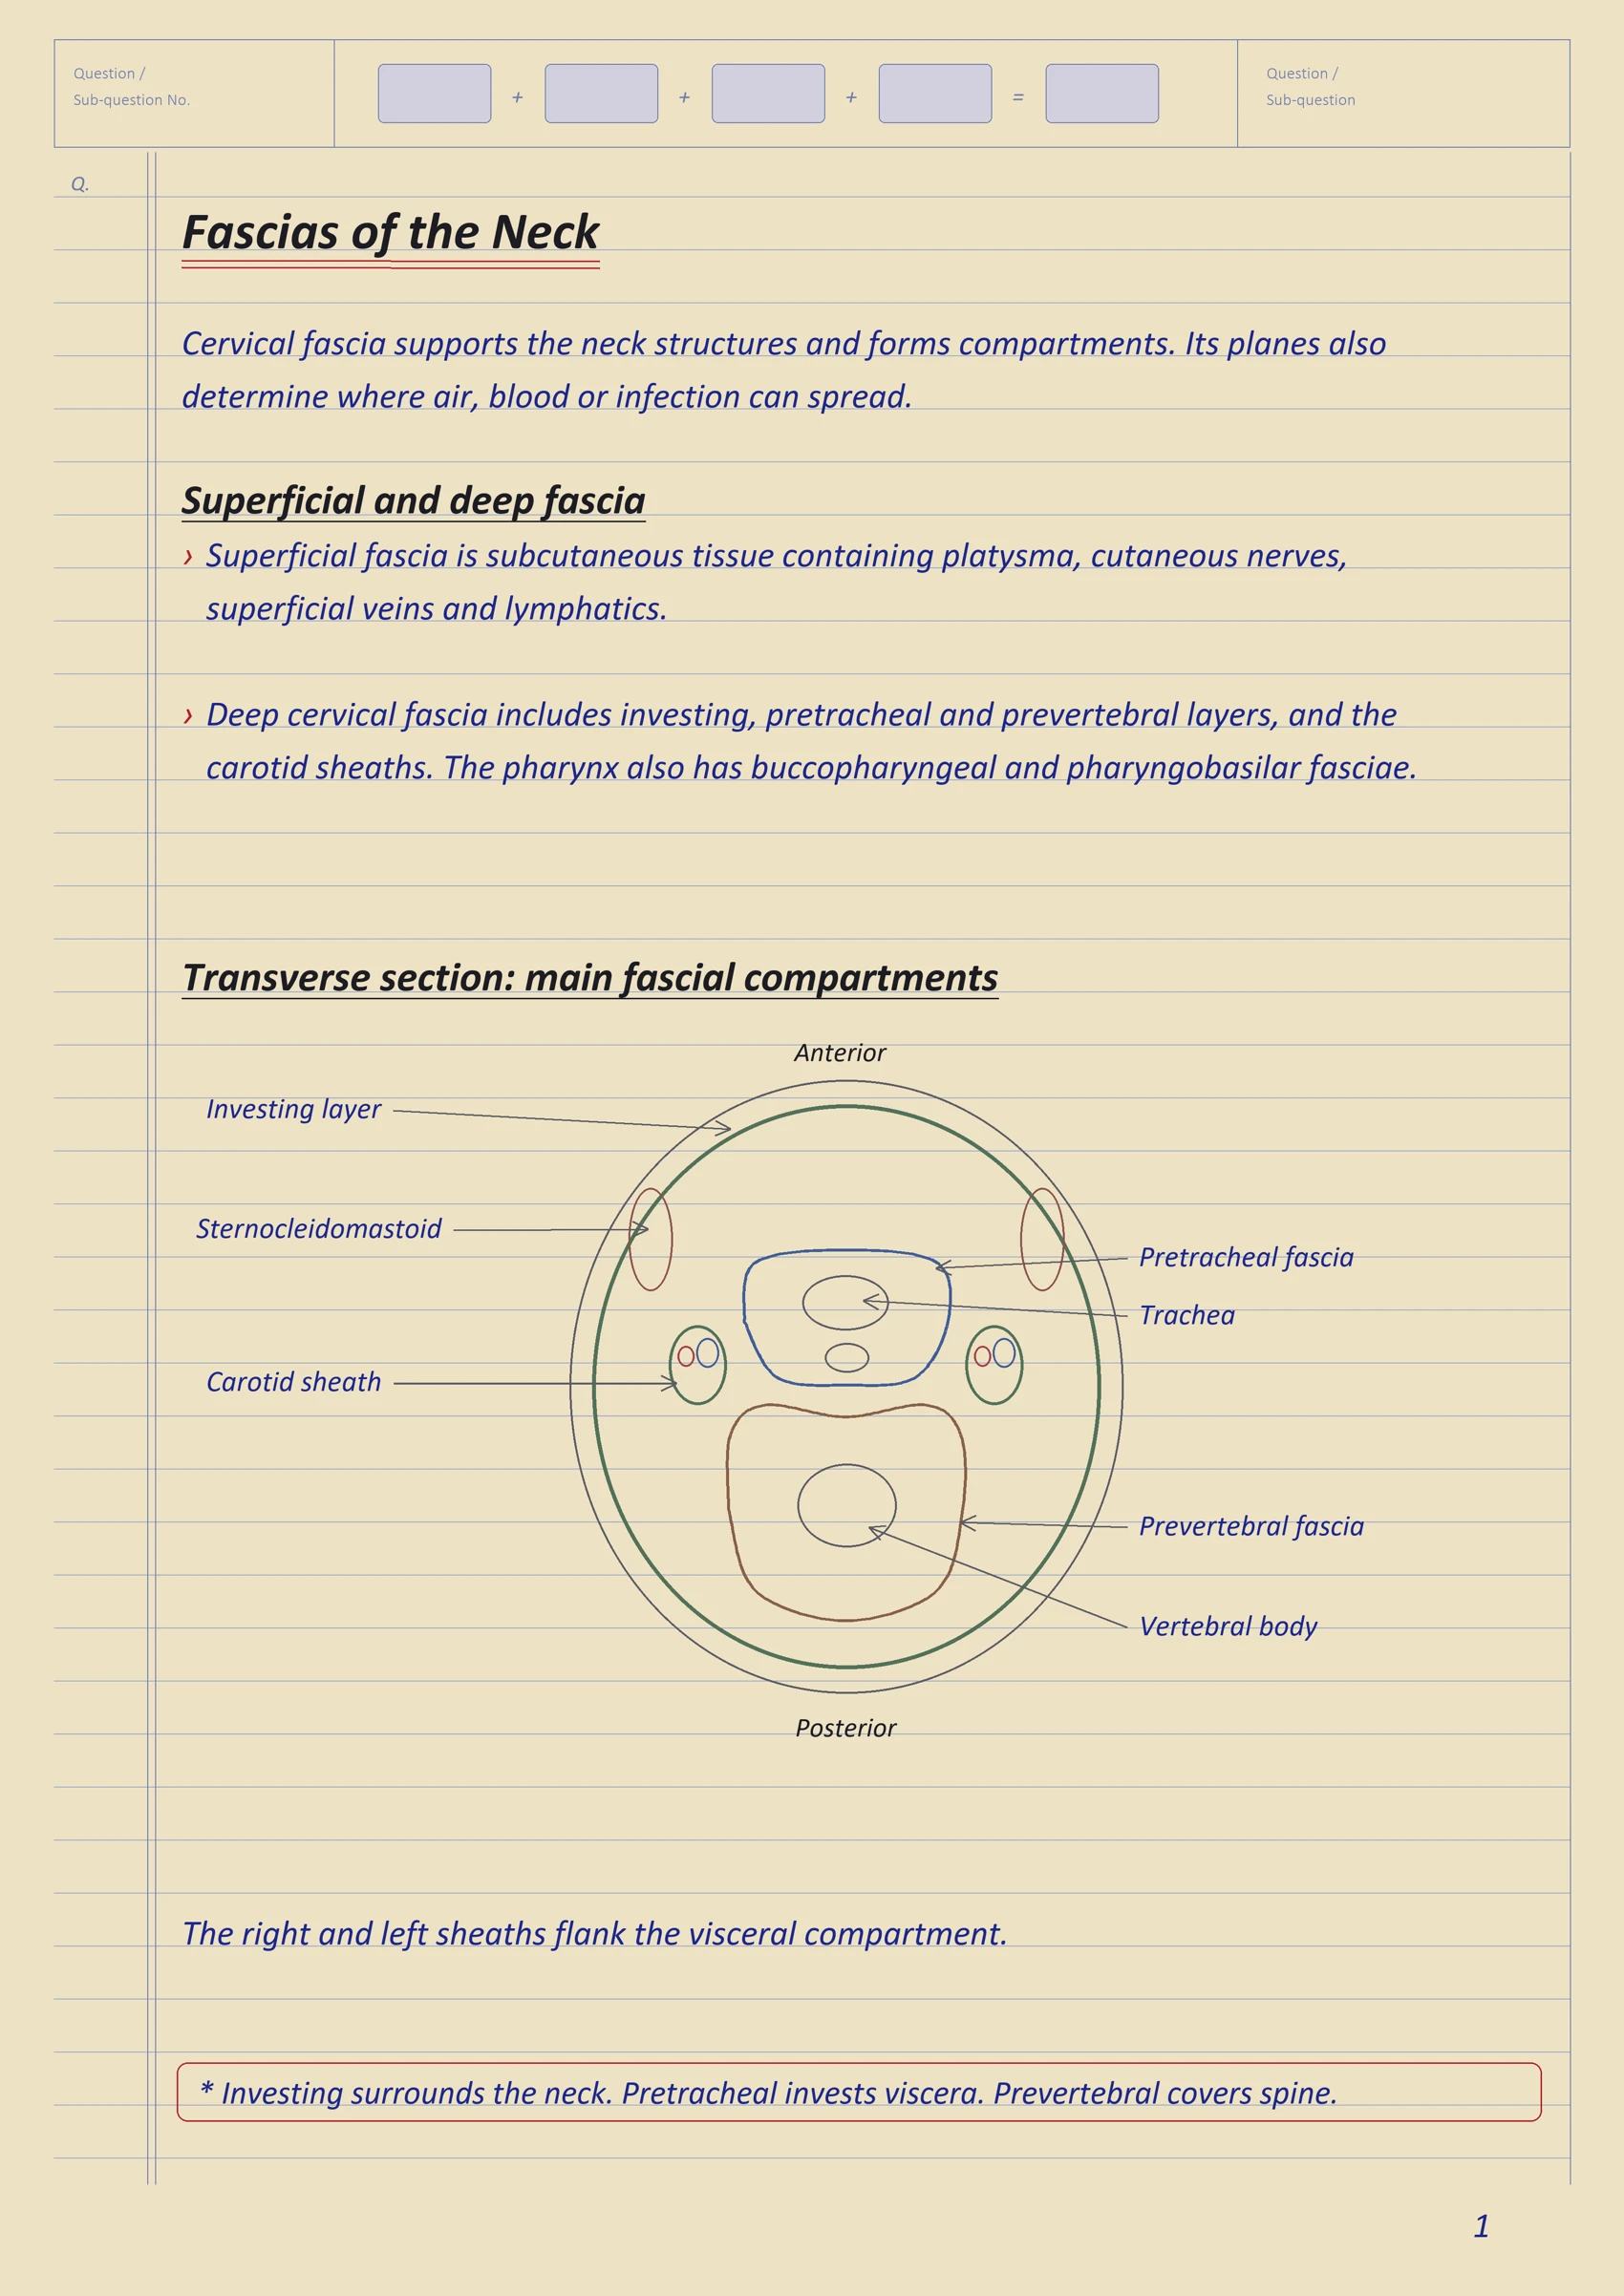 Question /
Sub-question No.
+ + + =
Question /
Sub-question
Q.
Fascias of the Neck
Cervical fascia supports the neck structures and forms compartments. Its planes also
determine where air, blood or infection can spread.
Superficial and deep fascia
› Superficial fascia is subcutaneous tissue containing platysma, cutaneous nerves,
superficial veins and lymphatics.
› Deep cervical fascia includes investing, pretracheal and prevertebral layers, and the
carotid sheaths. The pharynx also has buccopharyngeal and pharyngobasilar fasciae.
Transverse section: main fascial compartments
Anterior
Investing layer
Sternocleidomastoid
Pretracheal fascia
Trachea
Carotid sheath
Prevertebral fascia
Vertebral body
Posterior
The right and left sheaths flank the visceral compartment.
* Investing surrounds the neck. Pretracheal invests viscera. Prevertebral covers spine.
1